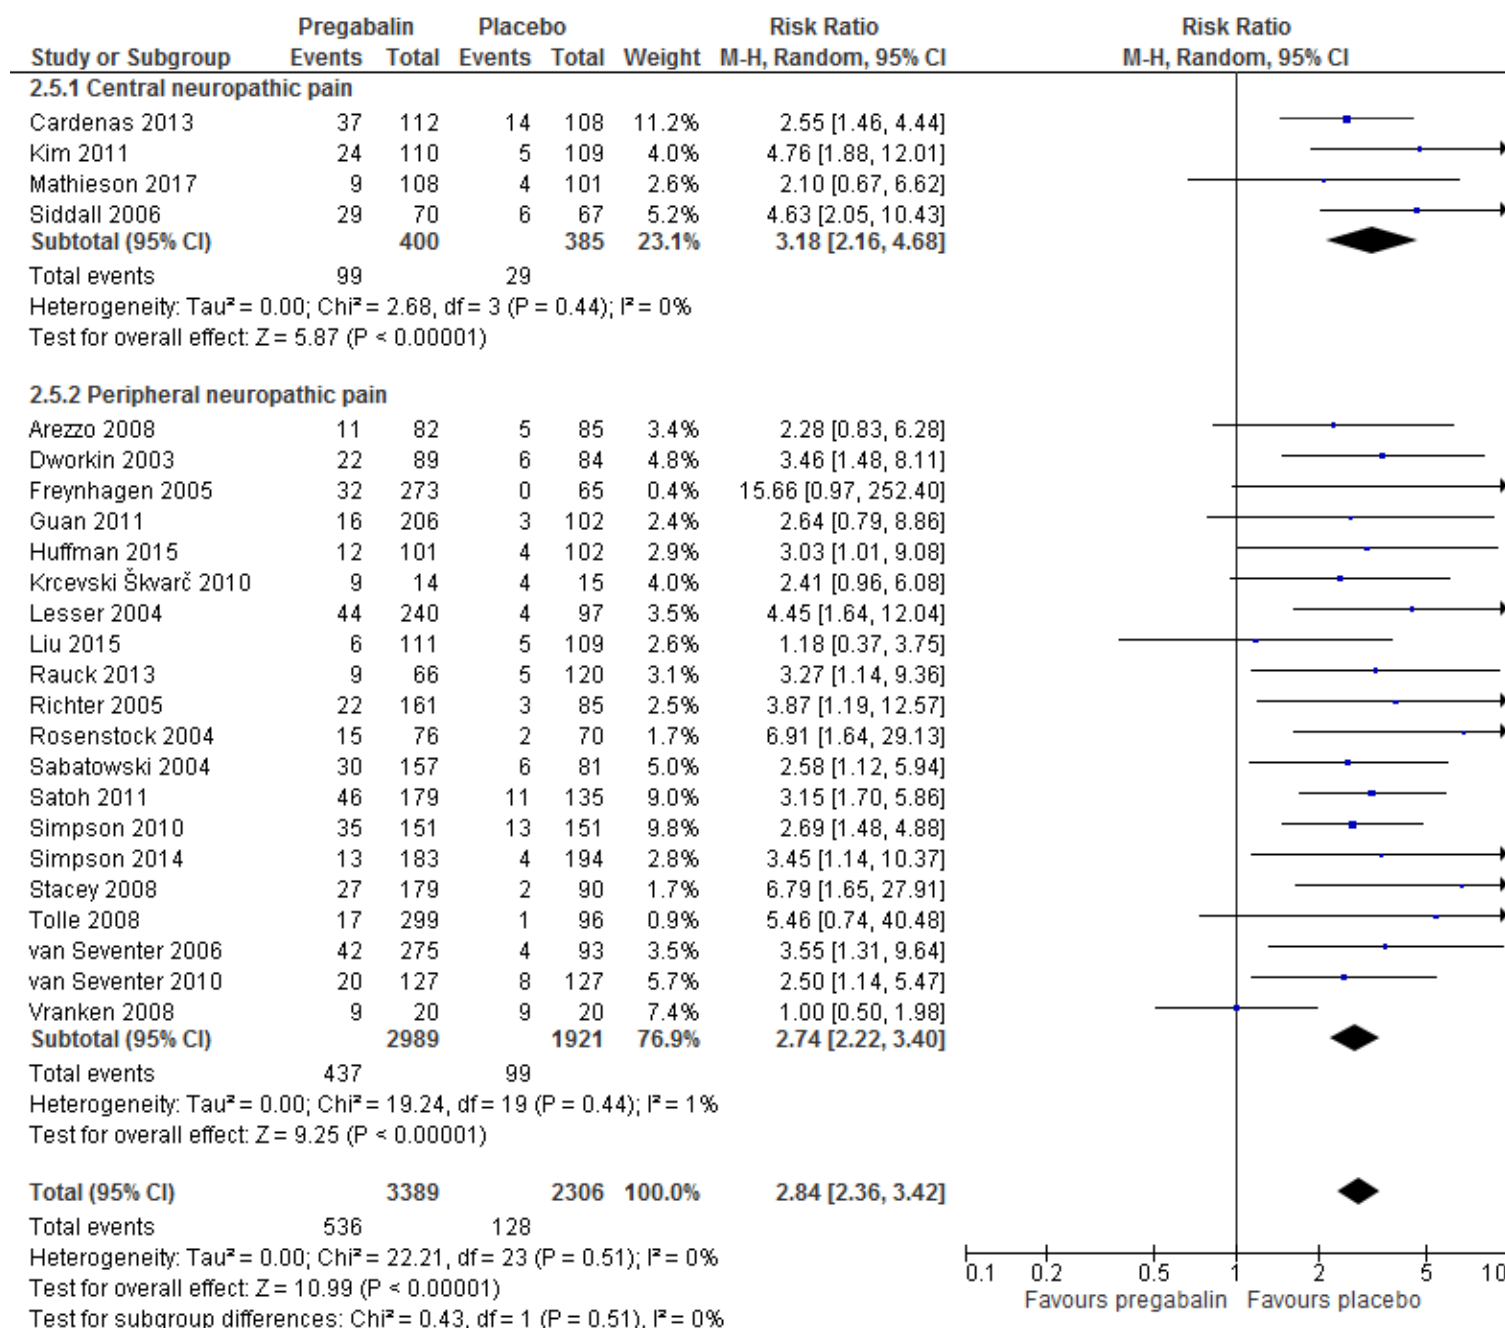 Pregabalin Placebo Risk Ratio Risk Ratio
Study or Subgroup Events Total Events Total Weight M-H, Random, 95% CI M-H, Random, 95% CI
2.5.1 Central neuropathic pain
Cardenas 2013 37 112 14 108 11.2% 2.55 [1.46, 4.44]
Kim 2011 24 110 5 109 4.0% 4.76 [1.88, 12.01]
Mathieson 2017 9 108 4 101 2.6% 2.10 [0.67, 6.62]
Siddall 2006 29 70 6 67 5.2% 4.63 [2.05, 10.43]
Subtotal (95% CI) 400 385 23.1% 3.18 [2.16, 4.68]
Total events 99 29
Heterogeneity: Tau² = 0.00; Chi² = 2.68, df = 3 (P = 0.44); I² = 0%
Test for overall effect: Z = 5.87 (P < 0.00001)
2.5.2 Peripheral neuropathic pain
Arezzo 2008 11 82 5 85 3.4% 2.28 [0.83, 6.28]
Dworkin 2003 22 89 6 84 4.8% 3.46 [1.48, 8.11]
Freynhagen 2005 32 273 0 65 0.4% 15.66 [0.97, 252.40]
Guan 2011 16 206 3 102 2.4% 2.64 [0.79, 8.86]
Huffman 2015 12 101 4 102 2.9% 3.03 [1.01, 9.08]
Krcevski Škvarč 2010 9 14 4 15 4.0% 2.41 [0.96, 6.08]
Lesser 2004 44 240 4 97 3.5% 4.45 [1.64, 12.04]
Liu 2015 6 111 5 109 2.6% 1.18 [0.37, 3.75]
Rauck 2013 9 66 5 120 3.1% 3.27 [1.14, 9.36]
Richter 2005 22 161 3 85 2.5% 3.87 [1.19, 12.57]
Rosenstock 2004 15 76 2 70 1.7% 6.91 [1.64, 29.13]
Sabatowski 2004 30 157 6 81 5.0% 2.58 [1.12, 5.94]
Satoh 2011 46 179 11 135 9.0% 3.15 [1.70, 5.86]
Simpson 2010 35 151 13 151 9.8% 2.69 [1.48, 4.88]
Simpson 2014 13 183 4 194 2.8% 3.45 [1.14, 10.37]
Stacey 2008 27 179 2 90 1.7% 6.79 [1.65, 27.91]
Tolle 2008 17 299 1 96 0.9% 5.46 [0.74, 40.48]
van Seventer 2006 42 275 4 93 3.5% 3.55 [1.31, 9.64]
van Seventer 2010 20 127 8 127 5.7% 2.50 [1.14, 5.47]
Vranken 2008 9 20 9 20 7.4% 1.00 [0.50, 1.98]
Subtotal (95% CI) 2989 1921 76.9% 2.74 [2.22, 3.40]
Total events 437 99
Heterogeneity: Tau² = 0.00; Chi² = 19.24, df = 19 (P = 0.44); I² = 1%
Test for overall effect: Z = 9.25 (P < 0.00001)
Total (95% CI) 3389 2306 100.0% 2.84 [2.36, 3.42]
Total events 536 128
Heterogeneity: Tau² = 0.00; Chi² = 22.21, df = 23 (P = 0.51); I² = 0%
Test for overall effect: Z = 10.99 (P < 0.00001)
Test for subgroup differences: Chi² = 0.43, df = 1 (P = 0.51), I² = 0%
0.1 0.2 0.5 1 2 5 10
Favours pregabalin Favours placebo